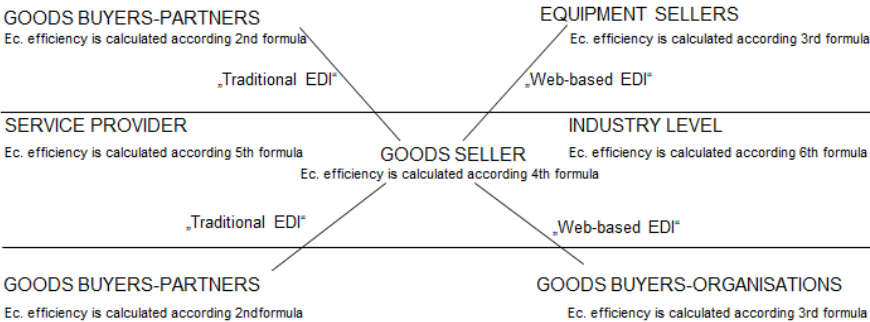 GOODS BUYERS-PARTNERS
EQUIPMENT SELLERS
Ec. efficiency is calculated according 2nd formula
Ec. efficiency is calculated according 3rd formula
„Traditional EDI“
„Web-based EDI“
SERVICE PROVIDER
INDUSTRY LEVEL
Ec. efficiency is calculated according 5th formula
GOODS SELLER
Ec. efficiency is calculated according 6th formula
Ec. efficiency is calculated according 4th formula
„Traditional EDI“
„Web-based EDI“
GOODS BUYERS-PARTNERS
GOODS BUYERS-ORGANISATIONS
Ec. efficiency is calculated according 2ndformula
Ec. efficiency is calculated according 3rd formula